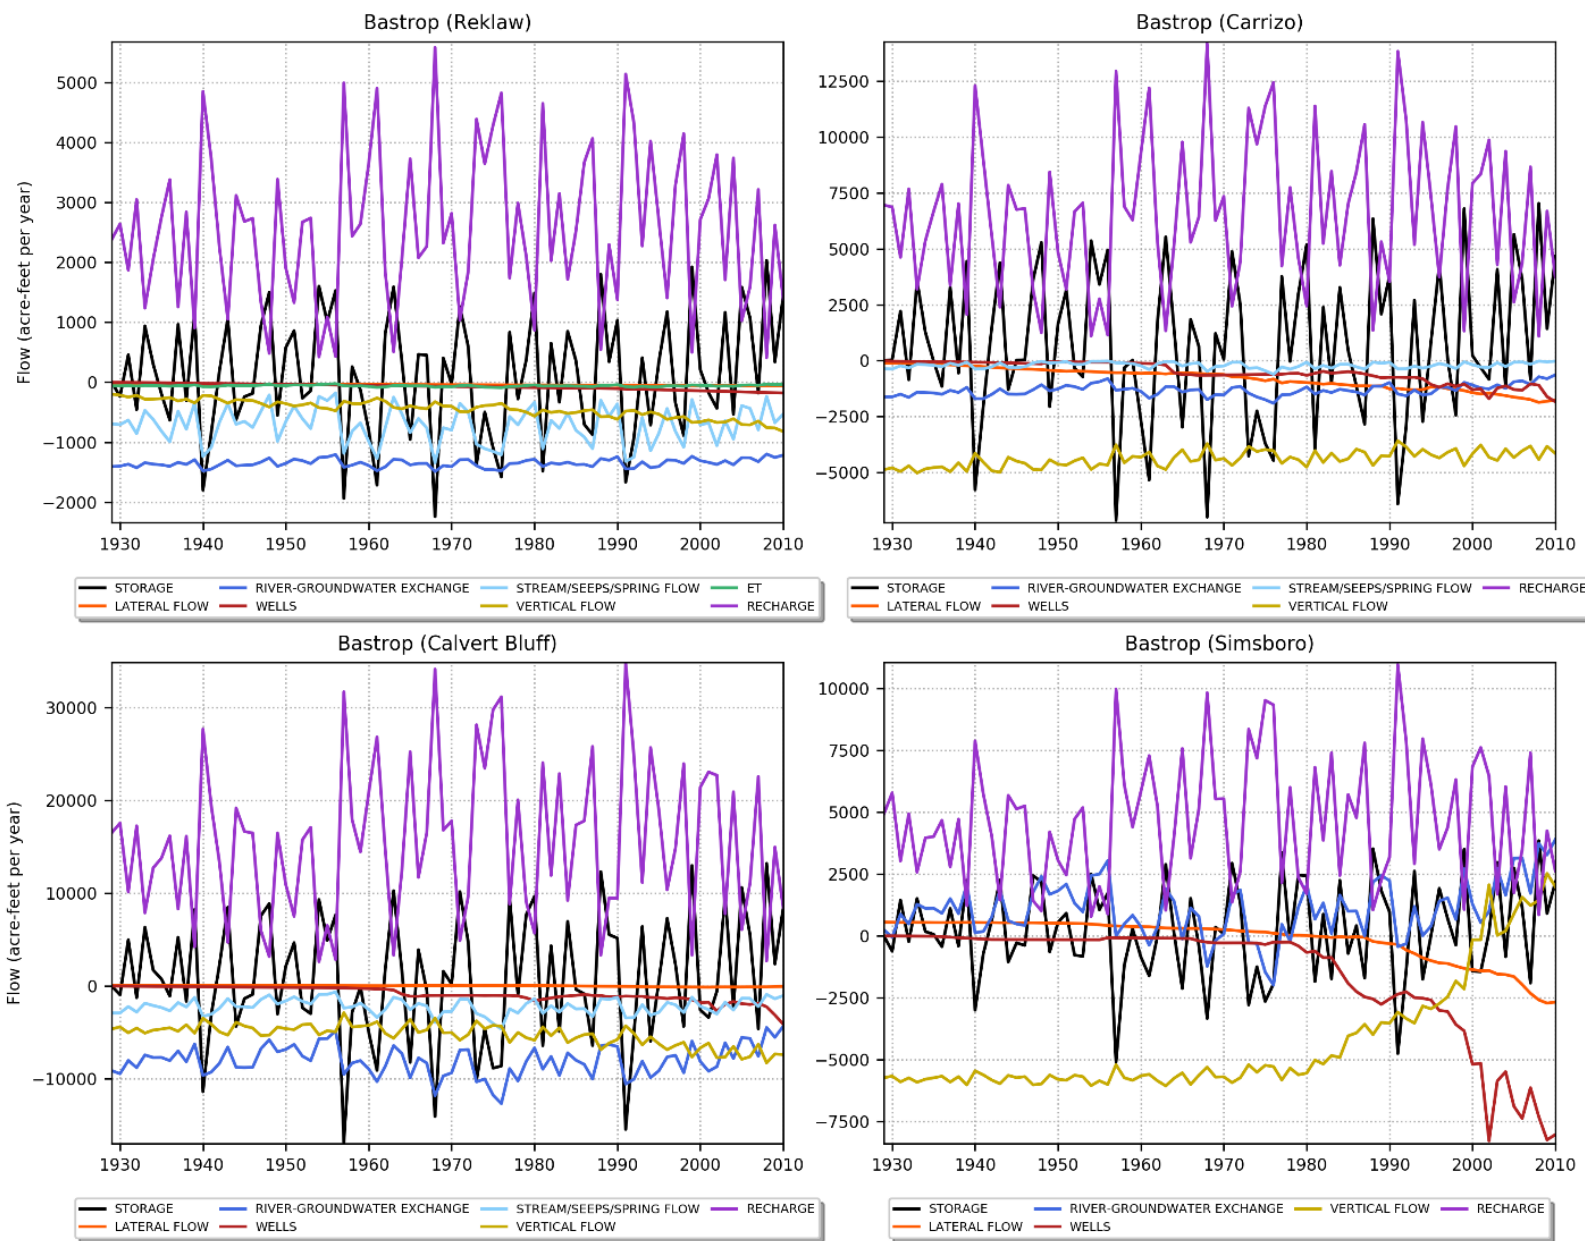 Bastrop (Reklaw)
Flow (acre-feet per year)
5000
4000
3000
2000
1000
0
−1000
−2000
1930 1940 1950 1960 1970 1980 1990 2000 2010
STORAGE RIVER-GROUNDWATER EXCHANGE STREAM/SEEPS/SPRING FLOW ET
LATERAL FLOW WELLS VERTICAL FLOW RECHARGE
Bastrop (Carrizo)
12500
10000
7500
5000
2500
0
−2500
−5000
1930 1940 1950 1960 1970 1980 1990 2000 2010
STORAGE RIVER-GROUNDWATER EXCHANGE STREAM/SEEPS/SPRING FLOW RECHARGE
LATERAL FLOW WELLS VERTICAL FLOW
Bastrop (Calvert Bluff)
Flow (acre-feet per year)
30000
20000
10000
0
−10000
1930 1940 1950 1960 1970 1980 1990 2000 2010
STORAGE RIVER-GROUNDWATER EXCHANGE STREAM/SEEPS/SPRING FLOW RECHARGE
LATERAL FLOW WELLS VERTICAL FLOW
Bastrop (Simsboro)
10000
7500
5000
2500
0
−2500
−5000
−7500
1930 1940 1950 1960 1970 1980 1990 2000 2010
STORAGE RIVER-GROUNDWATER EXCHANGE VERTICAL FLOW RECHARGE
LATERAL FLOW WELLS